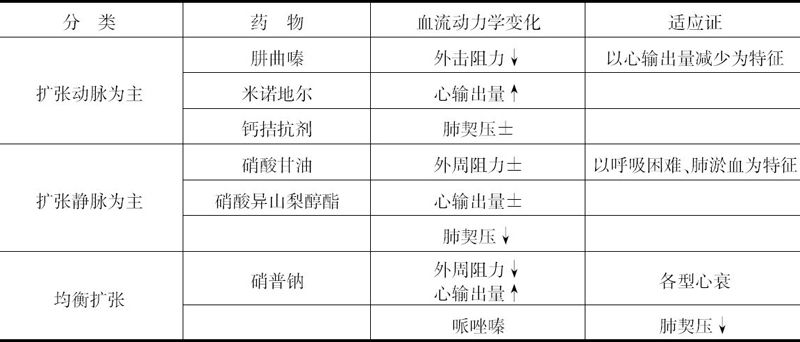 分 类 药 物 血流动力学变化 适应证
扩张动脉为主
肼曲嗪 外击阻力↓ 以心输出量减少为特征
米诺地尔 心输出量↑
钙拮抗剂 肺契压±
扩张静脉为主
硝酸甘油 外周阻力± 以呼吸困难、肺淤血为特征
硝酸异山梨醇酯 心输出量±
肺契压↓
均衡扩张
硝普钠 外周阻力↓ 各型心衰
心输出量↑
哌唑嗪 肺契压↓